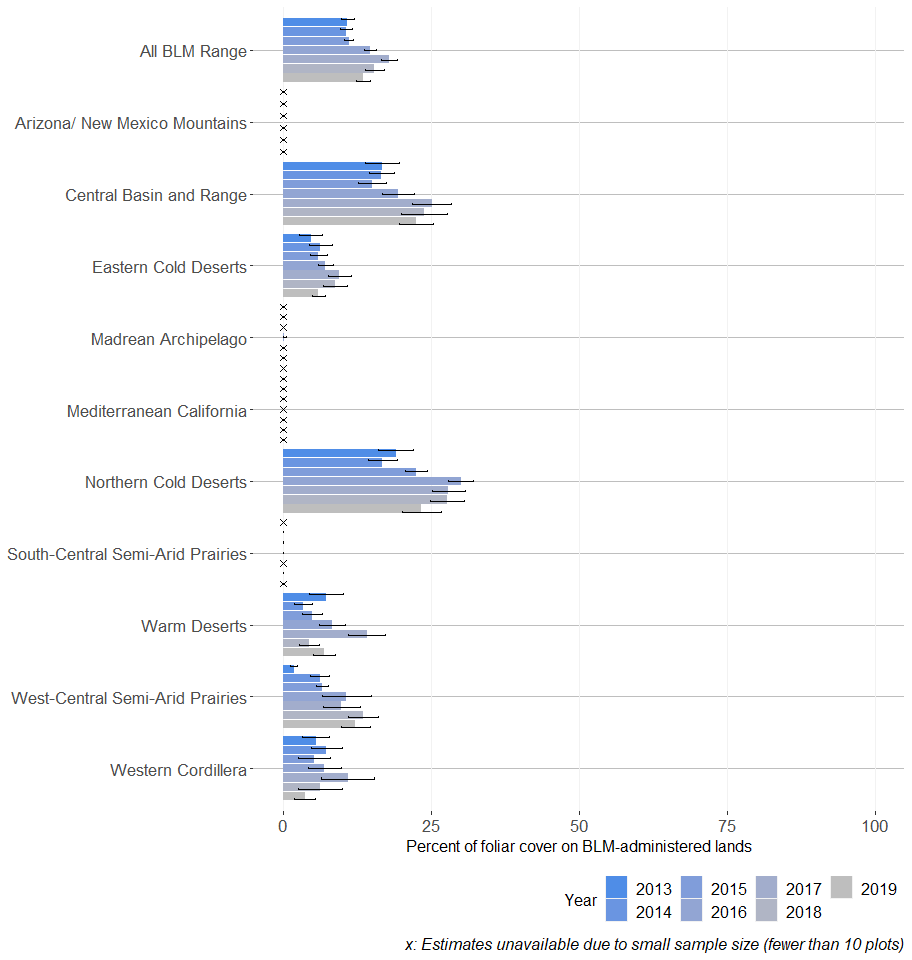 All BLM Range
Arizona/ New Mexico Mountains
Central Basin and Range
Eastern Cold Deserts
Madrean Archipelago
Mediterranean California
Northern Cold Deserts
South-Central Semi-Arid Prairies
Warm Deserts
West-Central Semi-Arid Prairies
Western Cordillera
0 25 50 75 100
Percent of foliar cover on BLM-administered lands
Year
2013 2015 2017 2019
2014 2016 2018
x: Estimates unavailable due to small sample size (fewer than 10 plots)